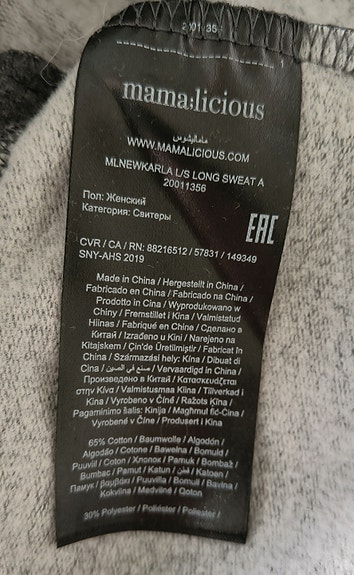 mama;licious
ماماليشوس
WWW.MAMALICIOUS.COM
MLNEWKARLA L/S LONG SWEAT A
20011356
Пол: Женский
Категория: Свитеры
EAC
CVR / CA / RN: 88216512 / 57831 / 149349
SNY-AHS 2019
Made in China / Hergestellt in China /
Fabricado en China / Fabricado na China /
Prodotto in Cina / Wyprodukowano w
Chiny / Fremstillet i Kina / Valmistustud
Hiinas / Fabriqué en Chine / Сделано в
Китай / Izrađeno u Kini / Narejeno na
Kitajskem / Çin'de Üretilmiştir / Fabricat în
China / Származási hely: Kína / Dibuat di
Cina / صنع في الصين / Vervaardigd in China /
Произведено в Китай / Κατασκευάζεται
στην Κίνα / Valmistusmaa Kiina / Tillverkad i
Kina / Vyrobeno v Číně / Ražots Ķīnā /
Pagaminimo šalis: Kinija / Magħmul fiċ-Ċina /
Vyrobené v Číne / Produsert i Kina
65% Cotton / Baumwolle / Algodón /
Algodão / Cotone / Bawełna / Bomuld /
Puuvill / Coton / Хлопок / Pamuk / Bombaž /
Bumbac / Pamut / Katun / قطن / Katoen /
Памук / βαμβάκι / Puuvilla / Bomull / Bavlna /
Kokvilna / Medvilnė / Qoton
30% Polyester / Poliéster / Poliestere /